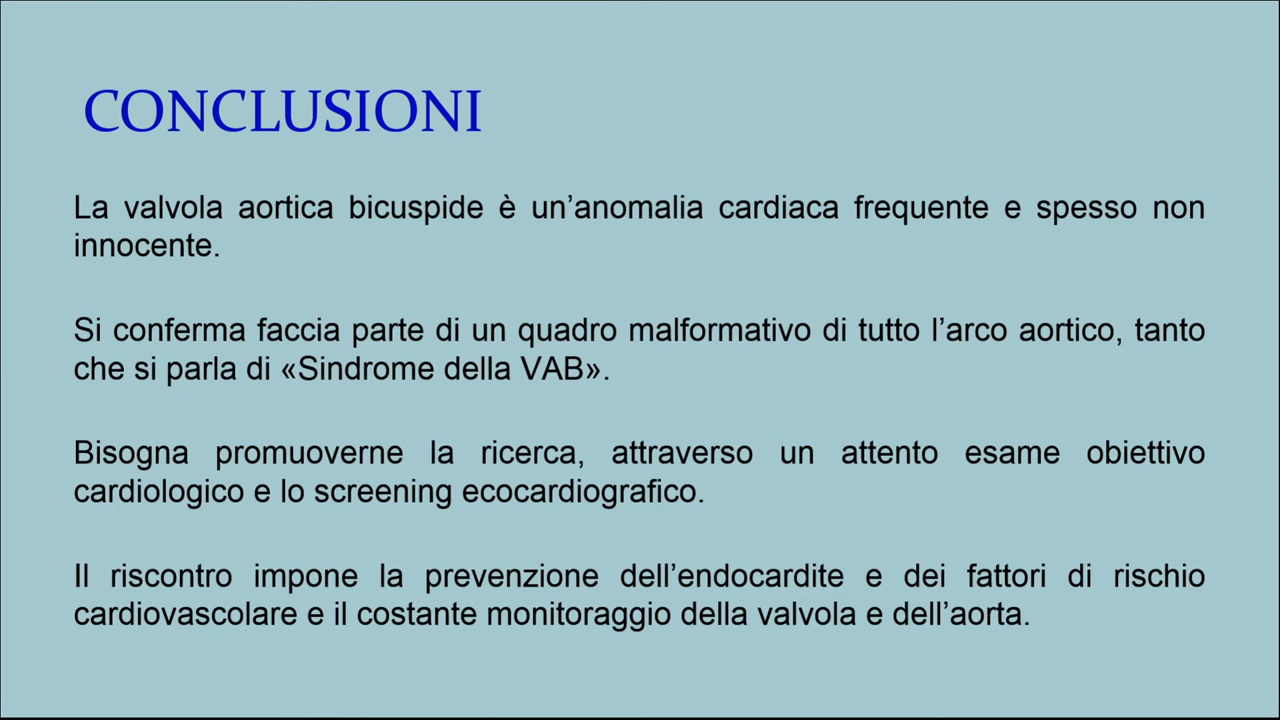 CONCLUSIONI
La valvola aortica bicuspide è un’anomalia cardiaca frequente e spesso non
innocente.
Si conferma faccia parte di un quadro malformativo di tutto l’arco aortico, tanto
che si parla di «Sindrome della VAB».
Bisogna promuoverne la ricerca, attraverso un attento esame obiettivo
cardiologico e lo screening ecocardiografico.
Il riscontro impone la prevenzione dell’endocardite e dei fattori di rischio
cardiovascolare e il costante monitoraggio della valvola e dell’aorta.